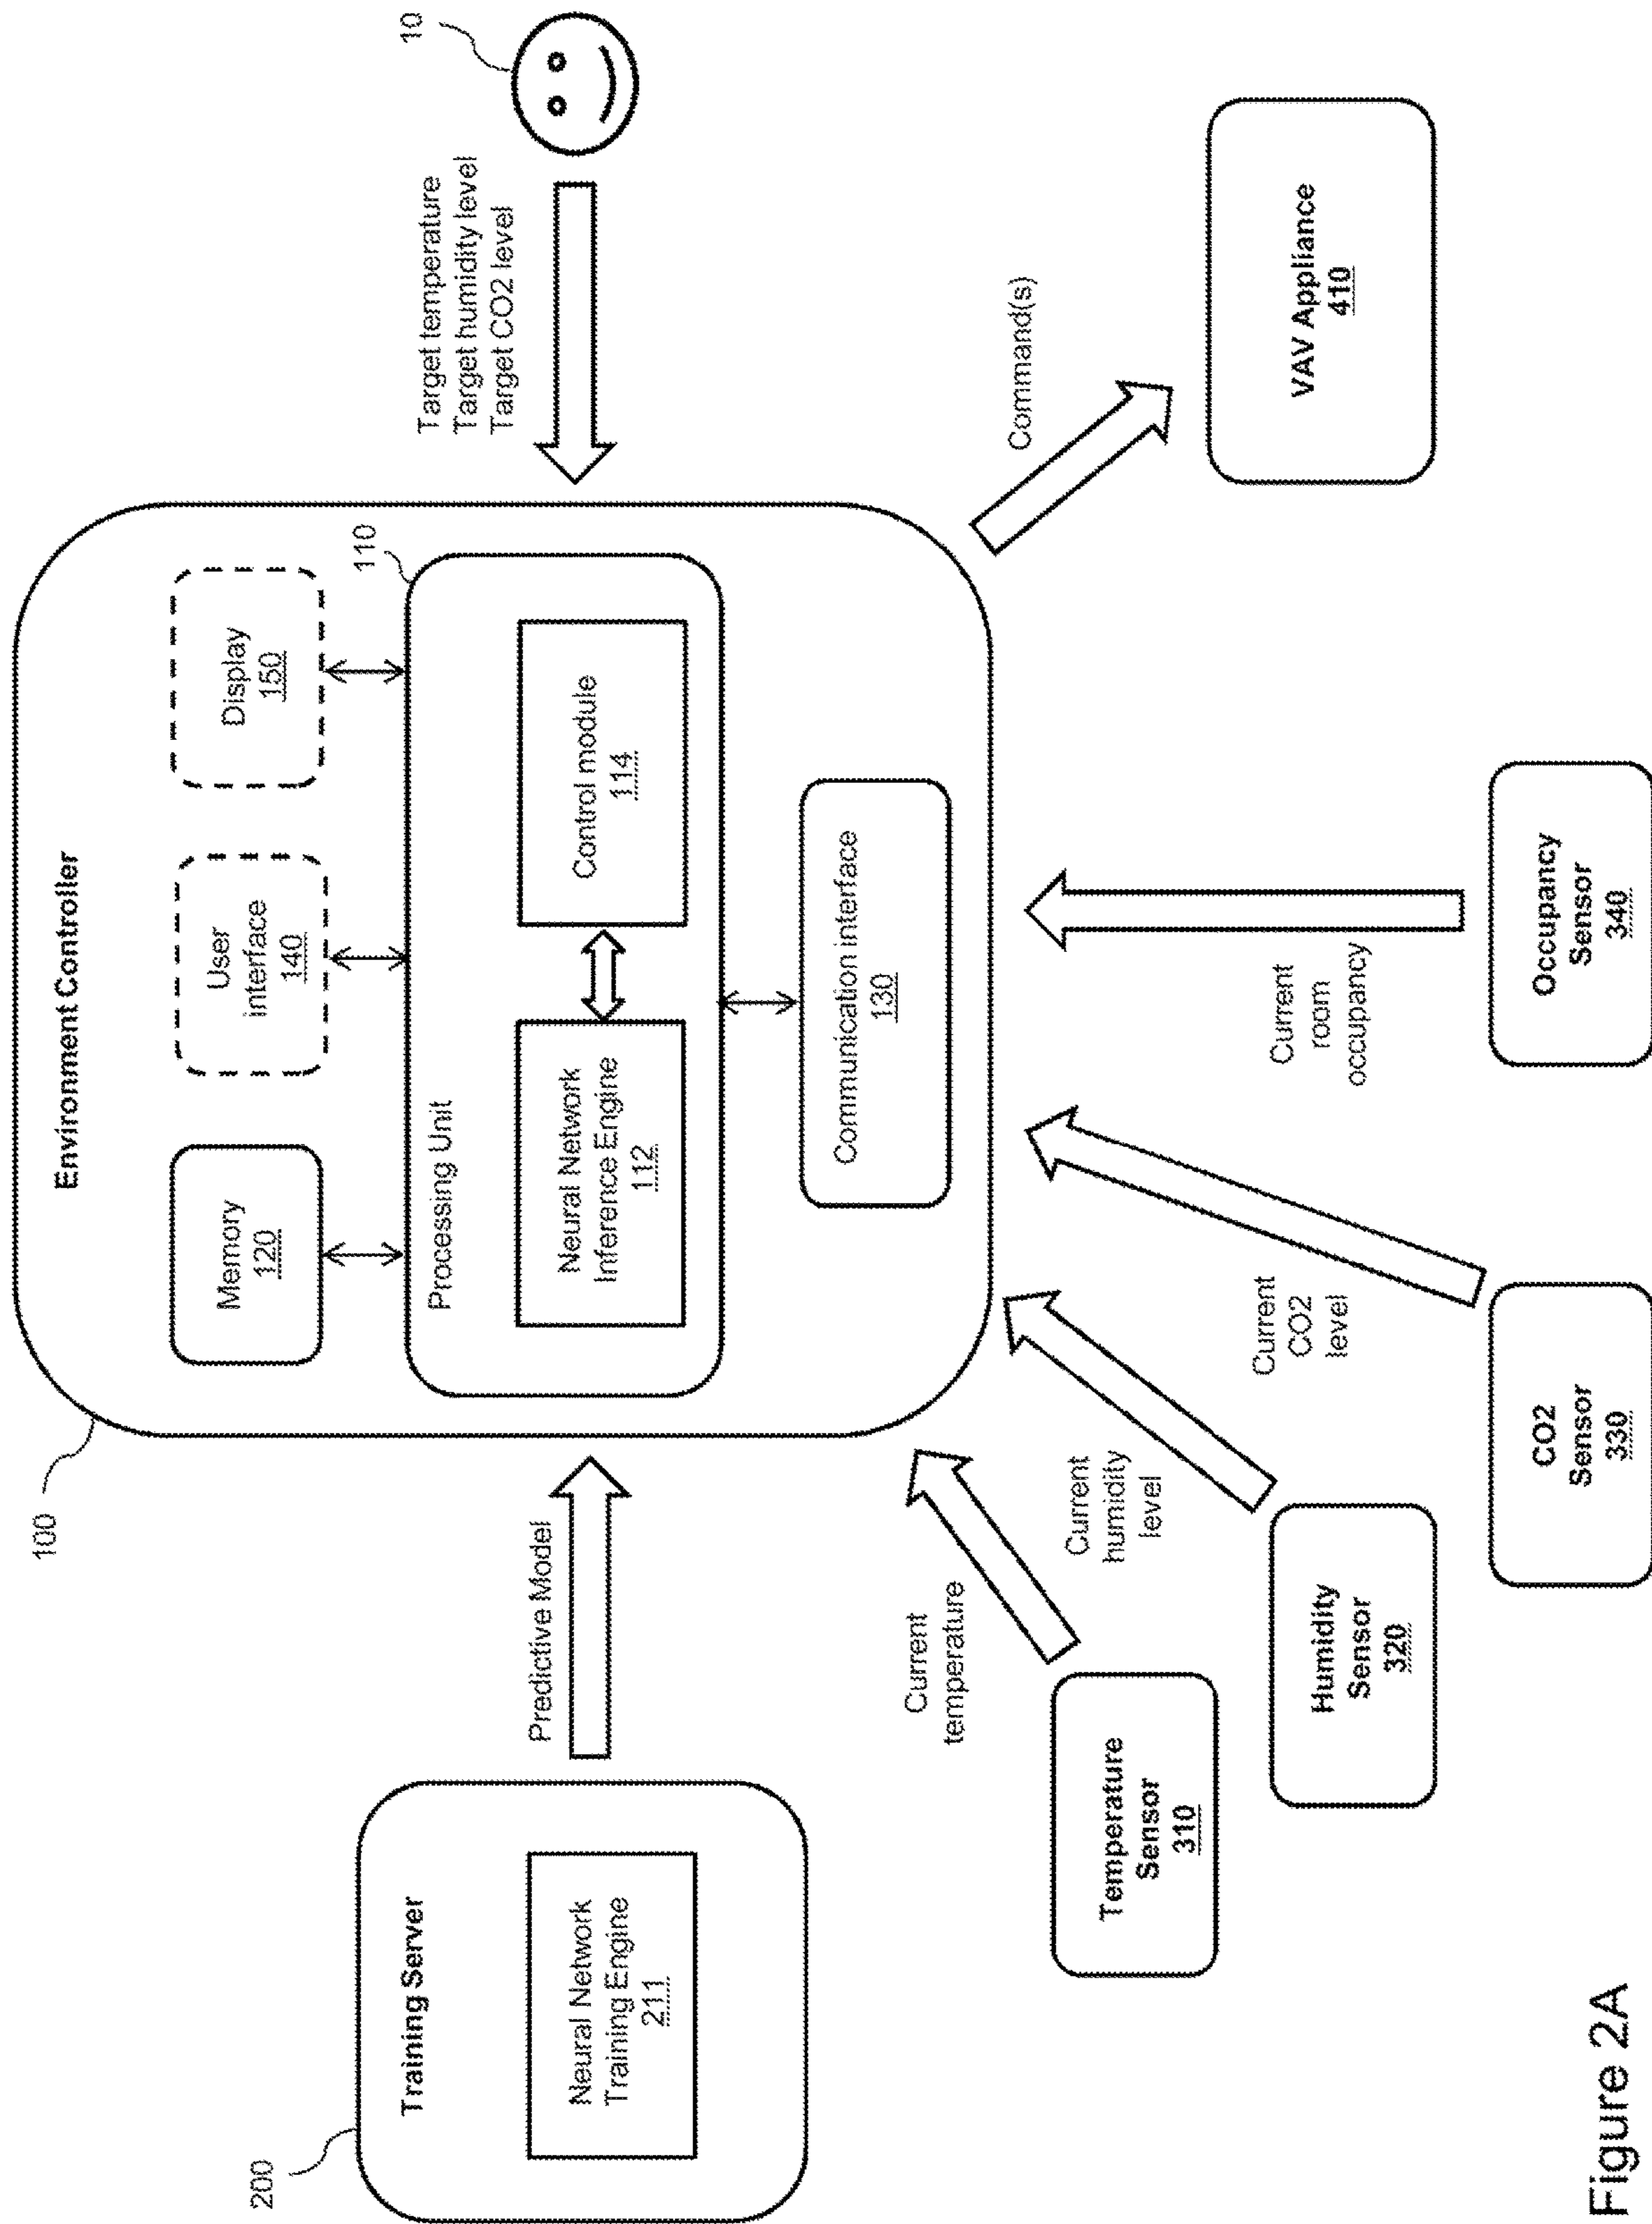 Environment Controller
100
Memory
120
User
interface
140
Display
150
110
Processing Unit
Neural Network
Inference Engine
112
Control module
114
Communication interface
130
200
Training Server
Neural Network
Training Engine
211
Predictive Model
10
Target temperature
Target humidity level
Target CO2 level
Current
temperature
Current
humidity
level
Current
CO2
level
Current
room
occupancy
Command(s)
Temperature
Sensor
310
Humidity
Sensor
320
CO2
Sensor
330
Occupancy
Sensor
340
VAV Appliance
410
Figure 2A